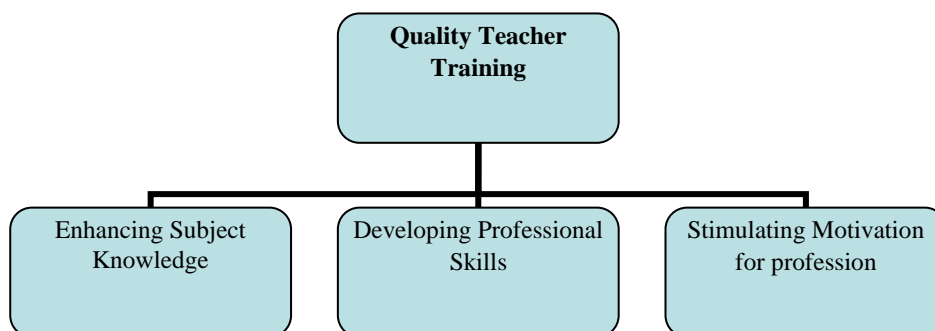 Quality Teacher
Training
Enhancing Subject
Knowledge
Developing Professional
Skills
Stimulating Motivation
for profession